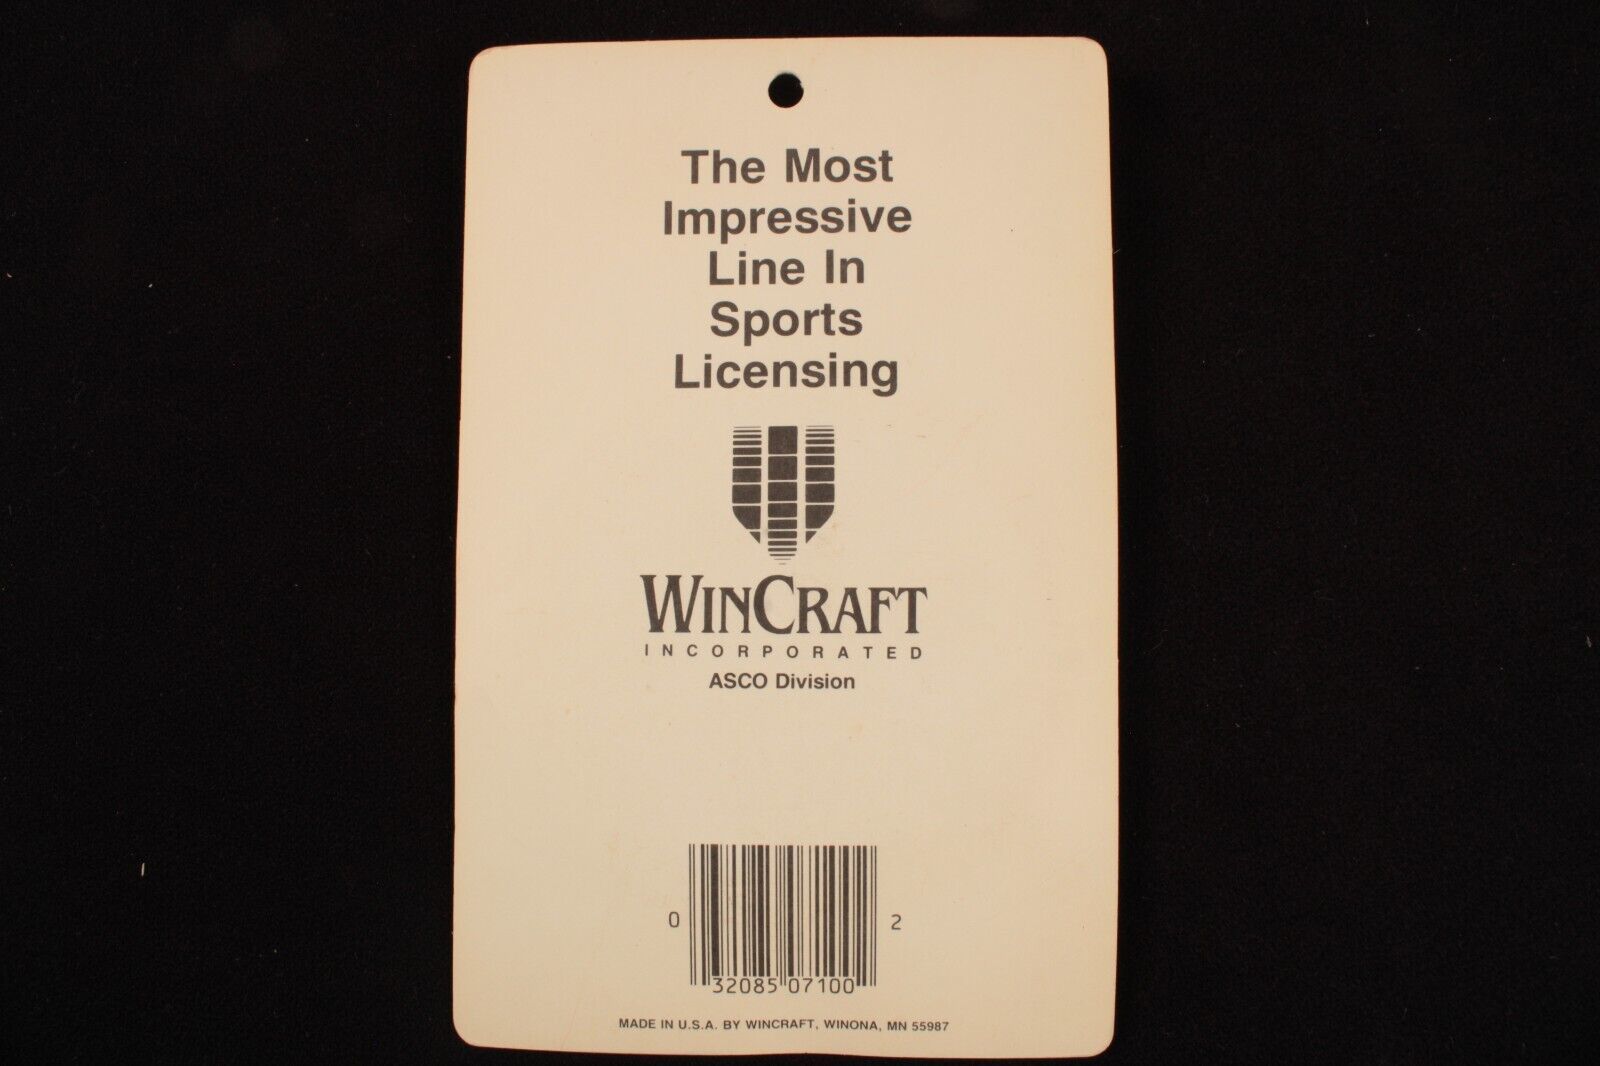 The Most
Impressive
Line In
Sports
Licensing
WINCRAFT
INCORPORATED
ASCO Division
0 32085 07100 2
MADE IN U.S.A. BY WINCRAFT, WINONA, MN 55987